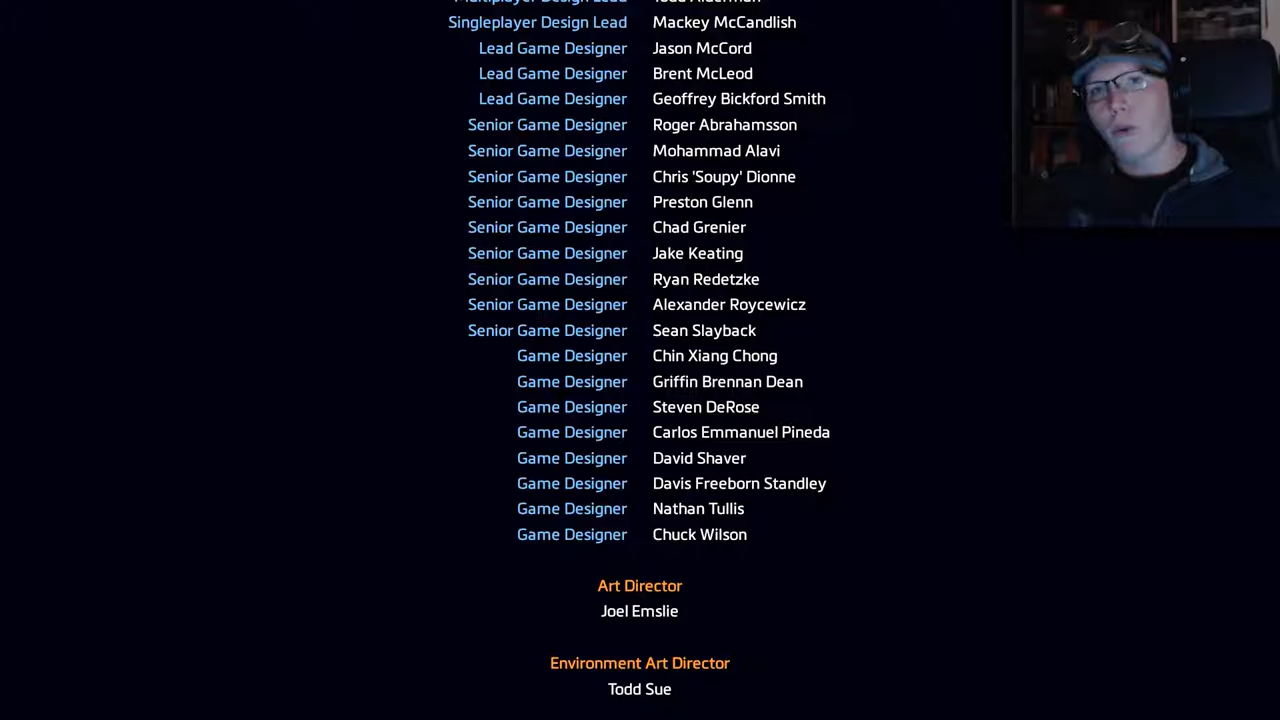 Multiplayer Design Lead Todd Alderman
Singleplayer Design Lead Mackey McCandlish
Lead Game Designer Jason McCord
Lead Game Designer Brent McLeod
Lead Game Designer Geoffrey Bickford Smith
Senior Game Designer Roger Abrahamsson
Senior Game Designer Mohammad Alavi
Senior Game Designer Chris 'Soupy' Dionne
Senior Game Designer Preston Glenn
Senior Game Designer Chad Grenier
Senior Game Designer Jake Keating
Senior Game Designer Ryan Redetzke
Senior Game Designer Alexander Roycewicz
Senior Game Designer Sean Slayback
Game Designer Chin Xiang Chong
Game Designer Griffin Brennan Dean
Game Designer Steven DeRose
Game Designer Carlos Emmanuel Pineda
Game Designer David Shaver
Game Designer Davis Freeborn Standley
Game Designer Nathan Tullis
Game Designer Chuck Wilson
Art Director
Joel Emslie
Environment Art Director
Todd Sue